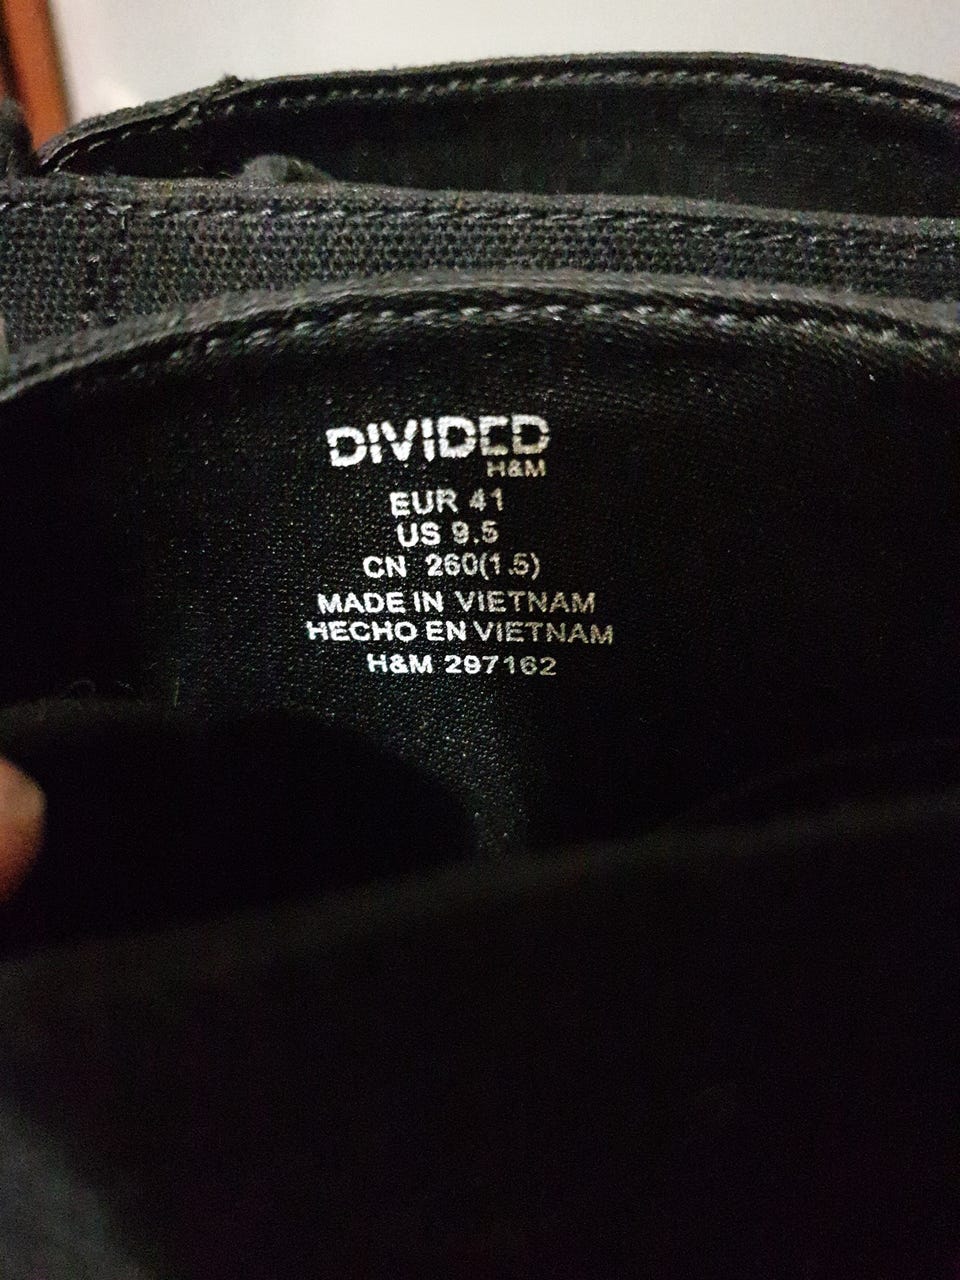 DIVIDED
H&M
EUR 41
US 9.5
CN 260(1.5)
MADE IN VIETNAM
HECHO EN VIETNAM
H&M 297162